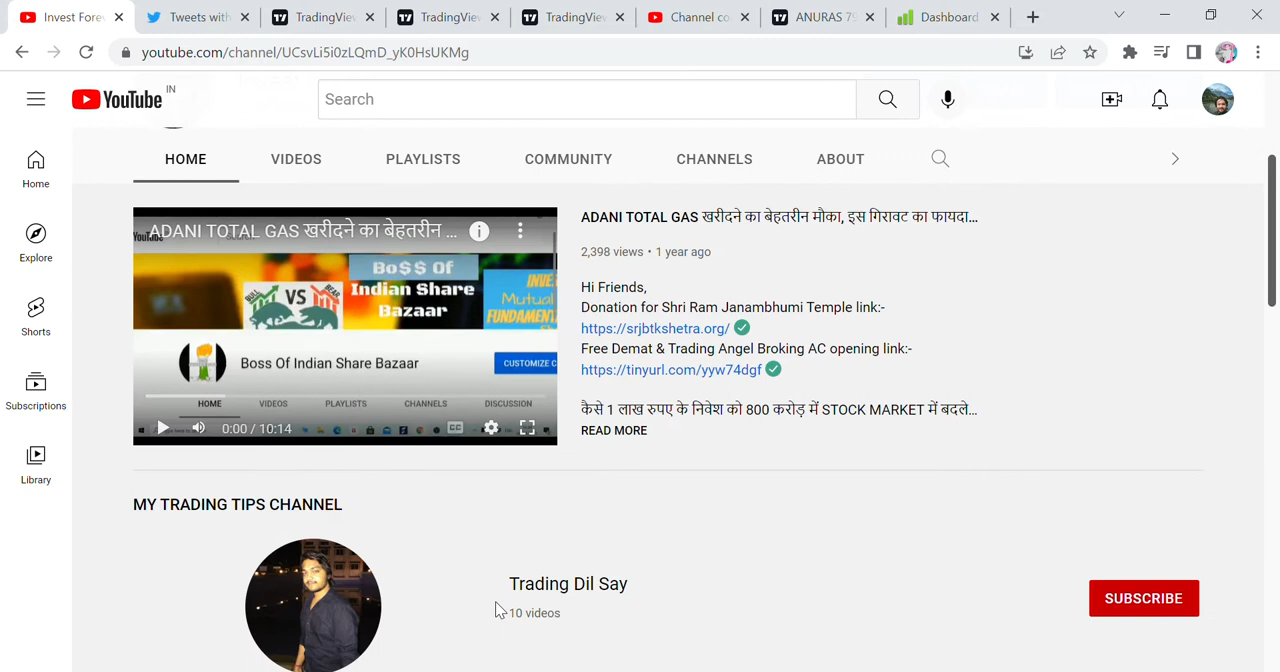 Invest Fore
Tweets with
TradingView
TradingView
TradingView
Channel co
ANURAS 79
Dashboard
youtube.com/channel/UCsvLi5i0zLQmD_yK0HsUKMg
YouTube IN
Search
HOME
VIDEOS
PLAYLISTS
COMMUNITY
CHANNELS
ABOUT
Home
Explore
Shorts
Subscriptions
Library
ADANI TOTAL GAS खरीदने का बेहतरीन ...
Bo$$ Of
Indian Share
Bazaar
VS
INVE
Mutual
FUNDAMENT
Boss Of Indian Share Bazaar
CUSTOMIZE C
HOME
VIDEOS
PLAYLISTS
CHANNELS
DISCUSSION
0:00 / 10:14
ADANI TOTAL GAS खरीदने का बेहतरीन मौका, इस गिरावट का फायदा...
2,398 views • 1 year ago
Hi Friends,
Donation for Shri Ram Janambhumi Temple link:-
https://srjbtkshetra.org/
Free Demat & Trading Angel Broking AC opening link:-
https://tinyurl.com/yyw74dgf
कैसे 1 लाख रुपए के निवेश को 800 करोड़ में STOCK MARKET में बदले...
READ MORE
MY TRADING TIPS CHANNEL
Trading Dil Say
10 videos
SUBSCRIBE